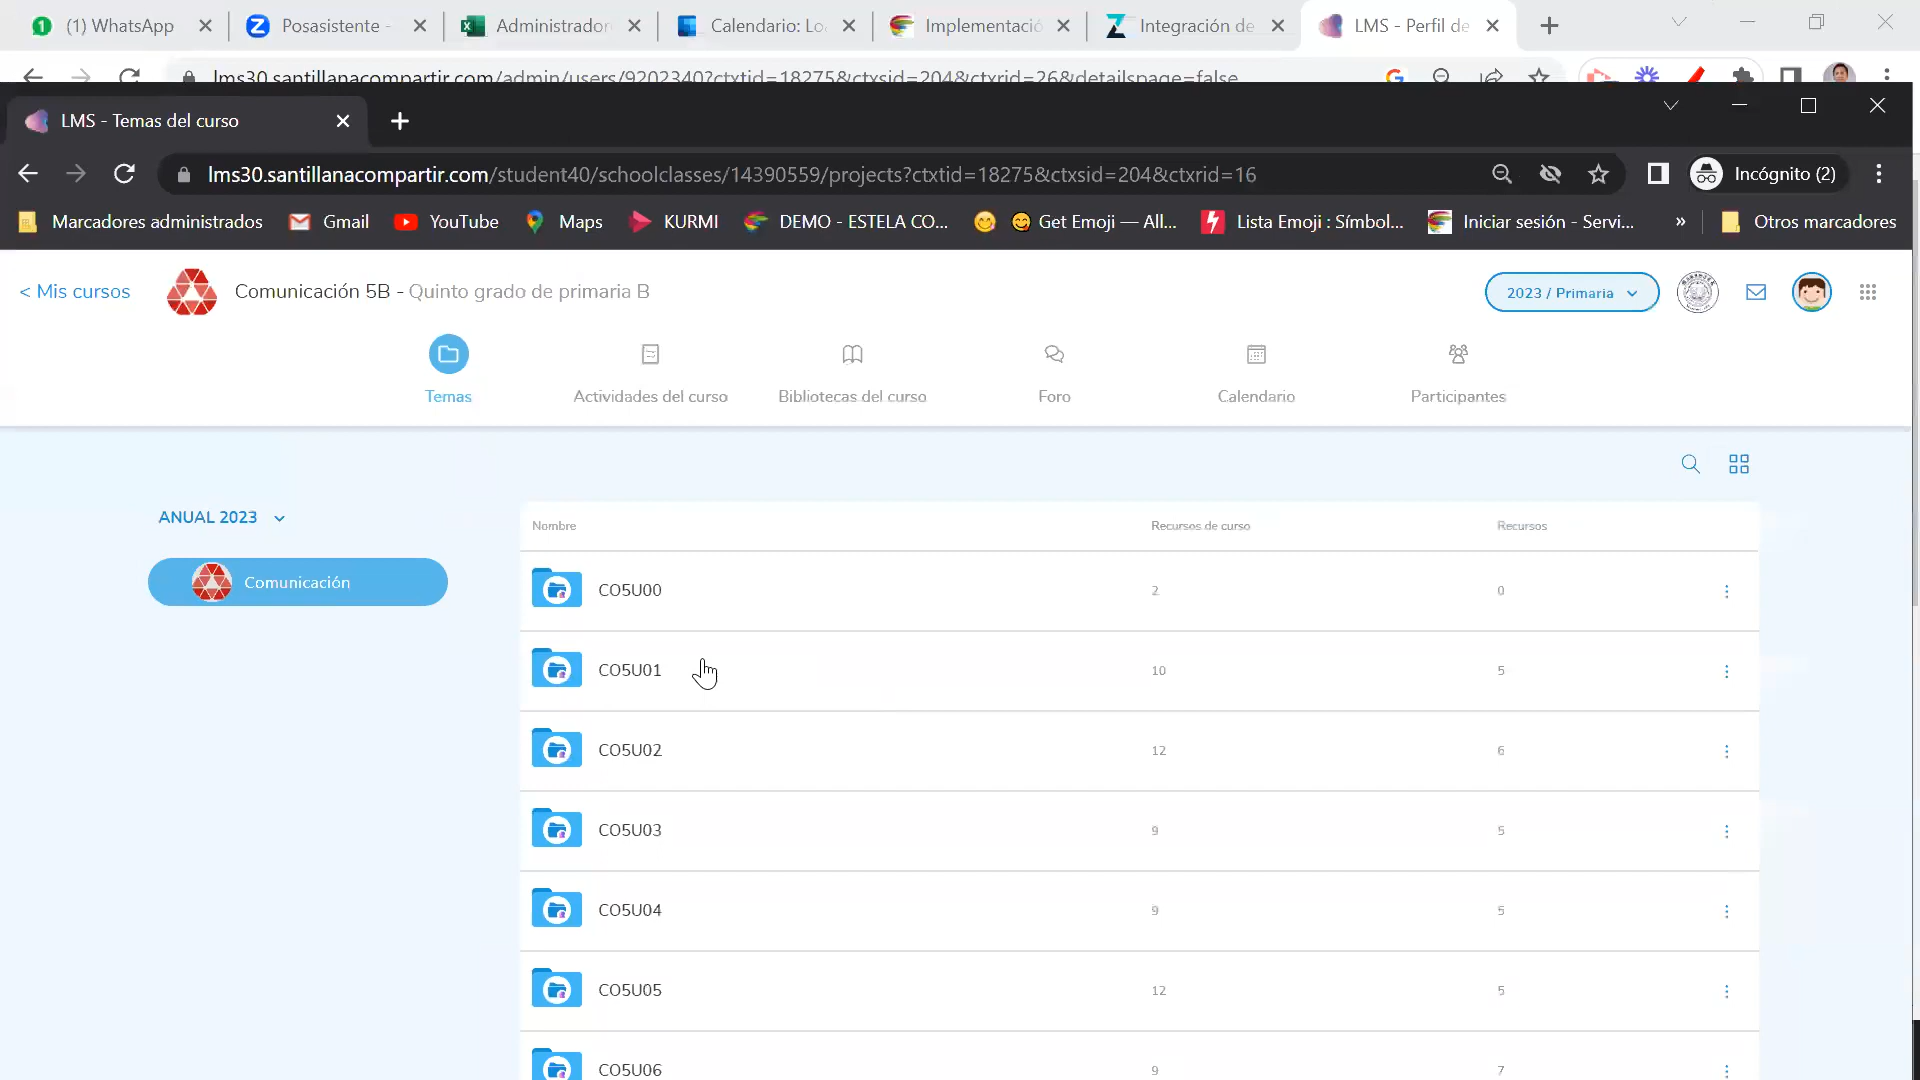 (1) WhatsApp
Posasistente -
Administrador
Calendario: Lo
Implementació
Integración de
LMS - Perfil de
lms30.santillanacompartir.com/admin/users/9202340?ctxtid=18275&ctxsid=204&ctxrid=26&detailspage=false
LMS - Temas del curso
lms30.santillanacompartir.com/student40/schoolclasses/14390559/projects?ctxtid=18275&ctxsid=204&ctxrid=16
Incógnito (2)
Marcadores administrados
Gmail
YouTube
Maps
KURMI
DEMO - ESTELA CO...
Get Emoji — All...
Lista Emoji : Símbol...
Iniciar sesión - Servi...
»
Otros marcadores
< Mis cursos
Comunicación 5B - Quinto grado de primaria B
2023 / Primaria
Temas
Actividades del curso
Bibliotecas del curso
Foro
Calendario
Participantes
ANUAL 2023
Comunicación
Nombre Recursos de curso Recursos
CO5U00 2 0
CO5U01 10 5
CO5U02 12 6
CO5U03 9 5
CO5U04 9 5
CO5U05 12 5
CO5U06 9 7